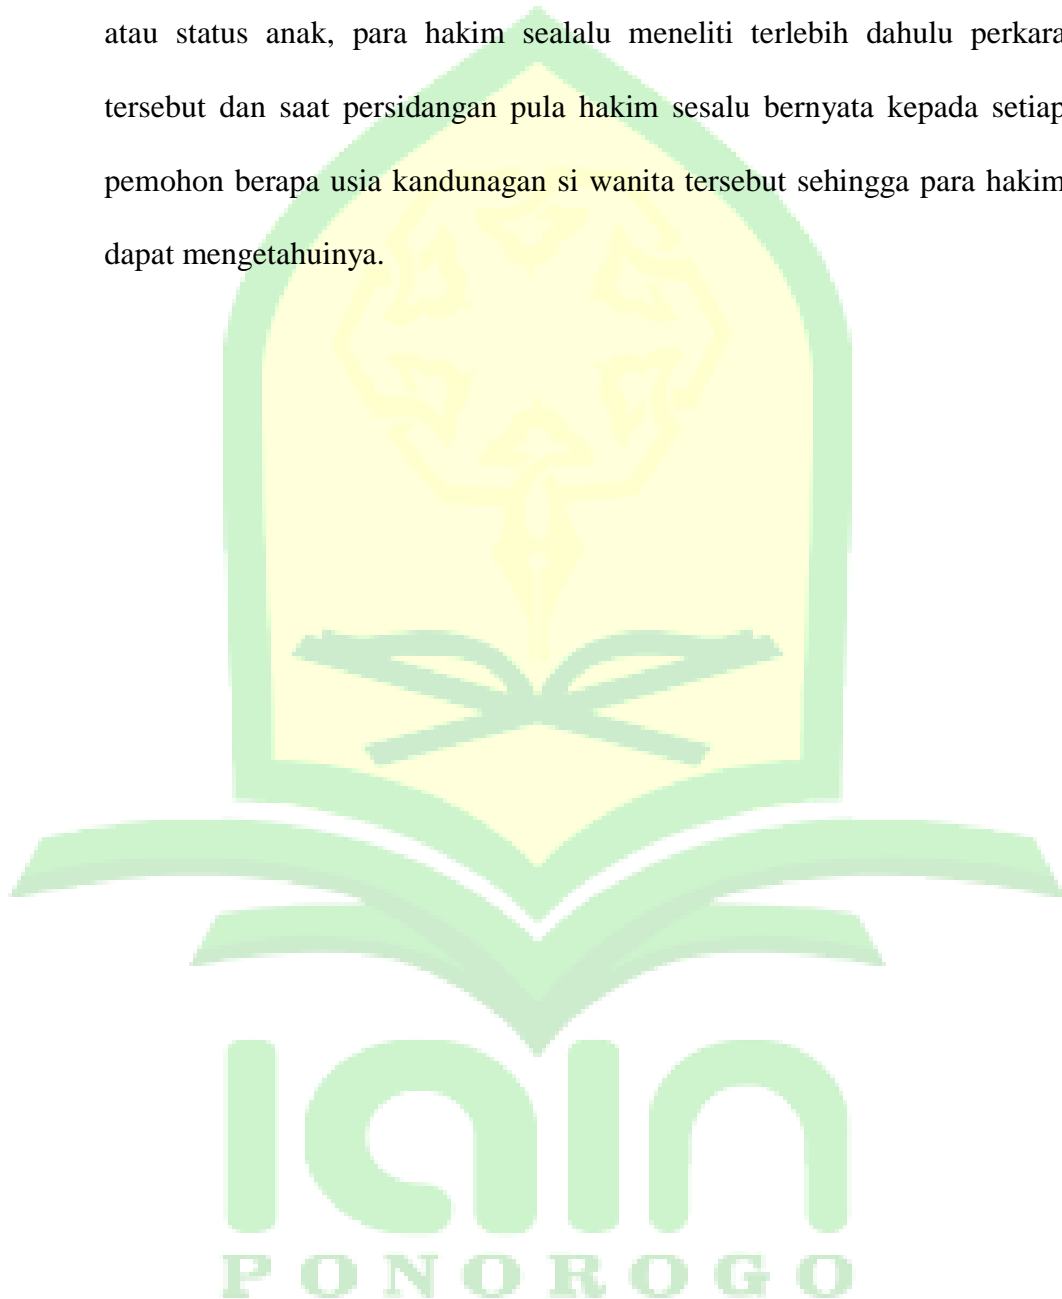 atau status anak, para hakim sealalu meneliti terlebih dahulu perkara
tersebut dan saat persidangan pula hakim sesalu bernyata kepada setiap
pemohon berapa usia kandunagan si wanita tersebut sehingga para hakim
dapat mengetahuinya.
iain
PONOROGO